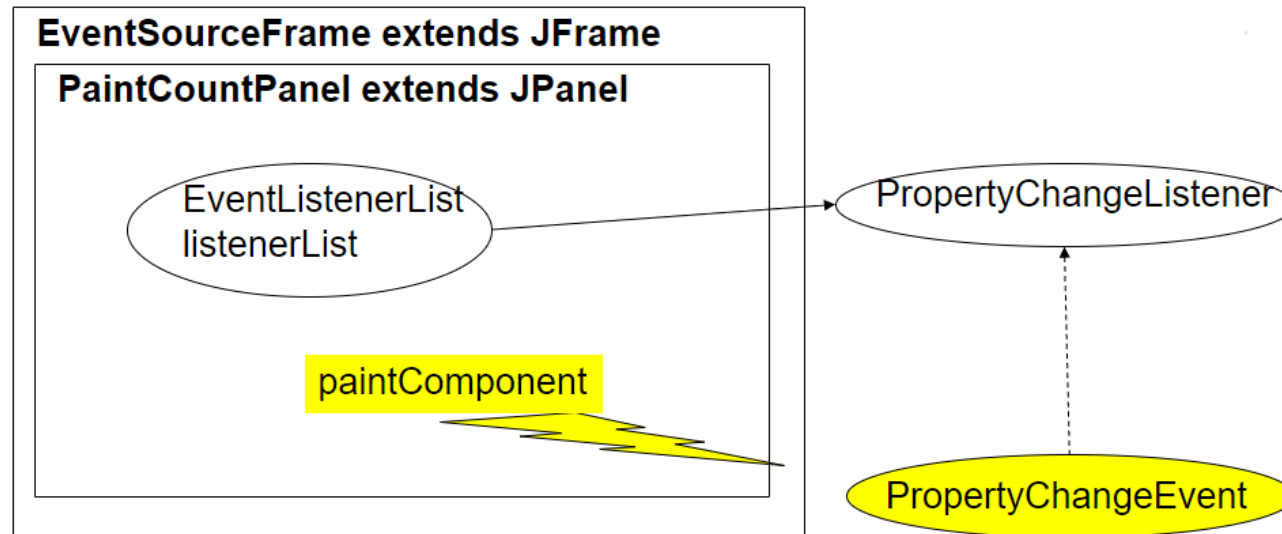 EventSourceFrame extends JFrame
PaintCountPanel extends JPanel
EventListenerList
listenerList
PropertyChangeListener
paintComponent
PropertyChangeEvent